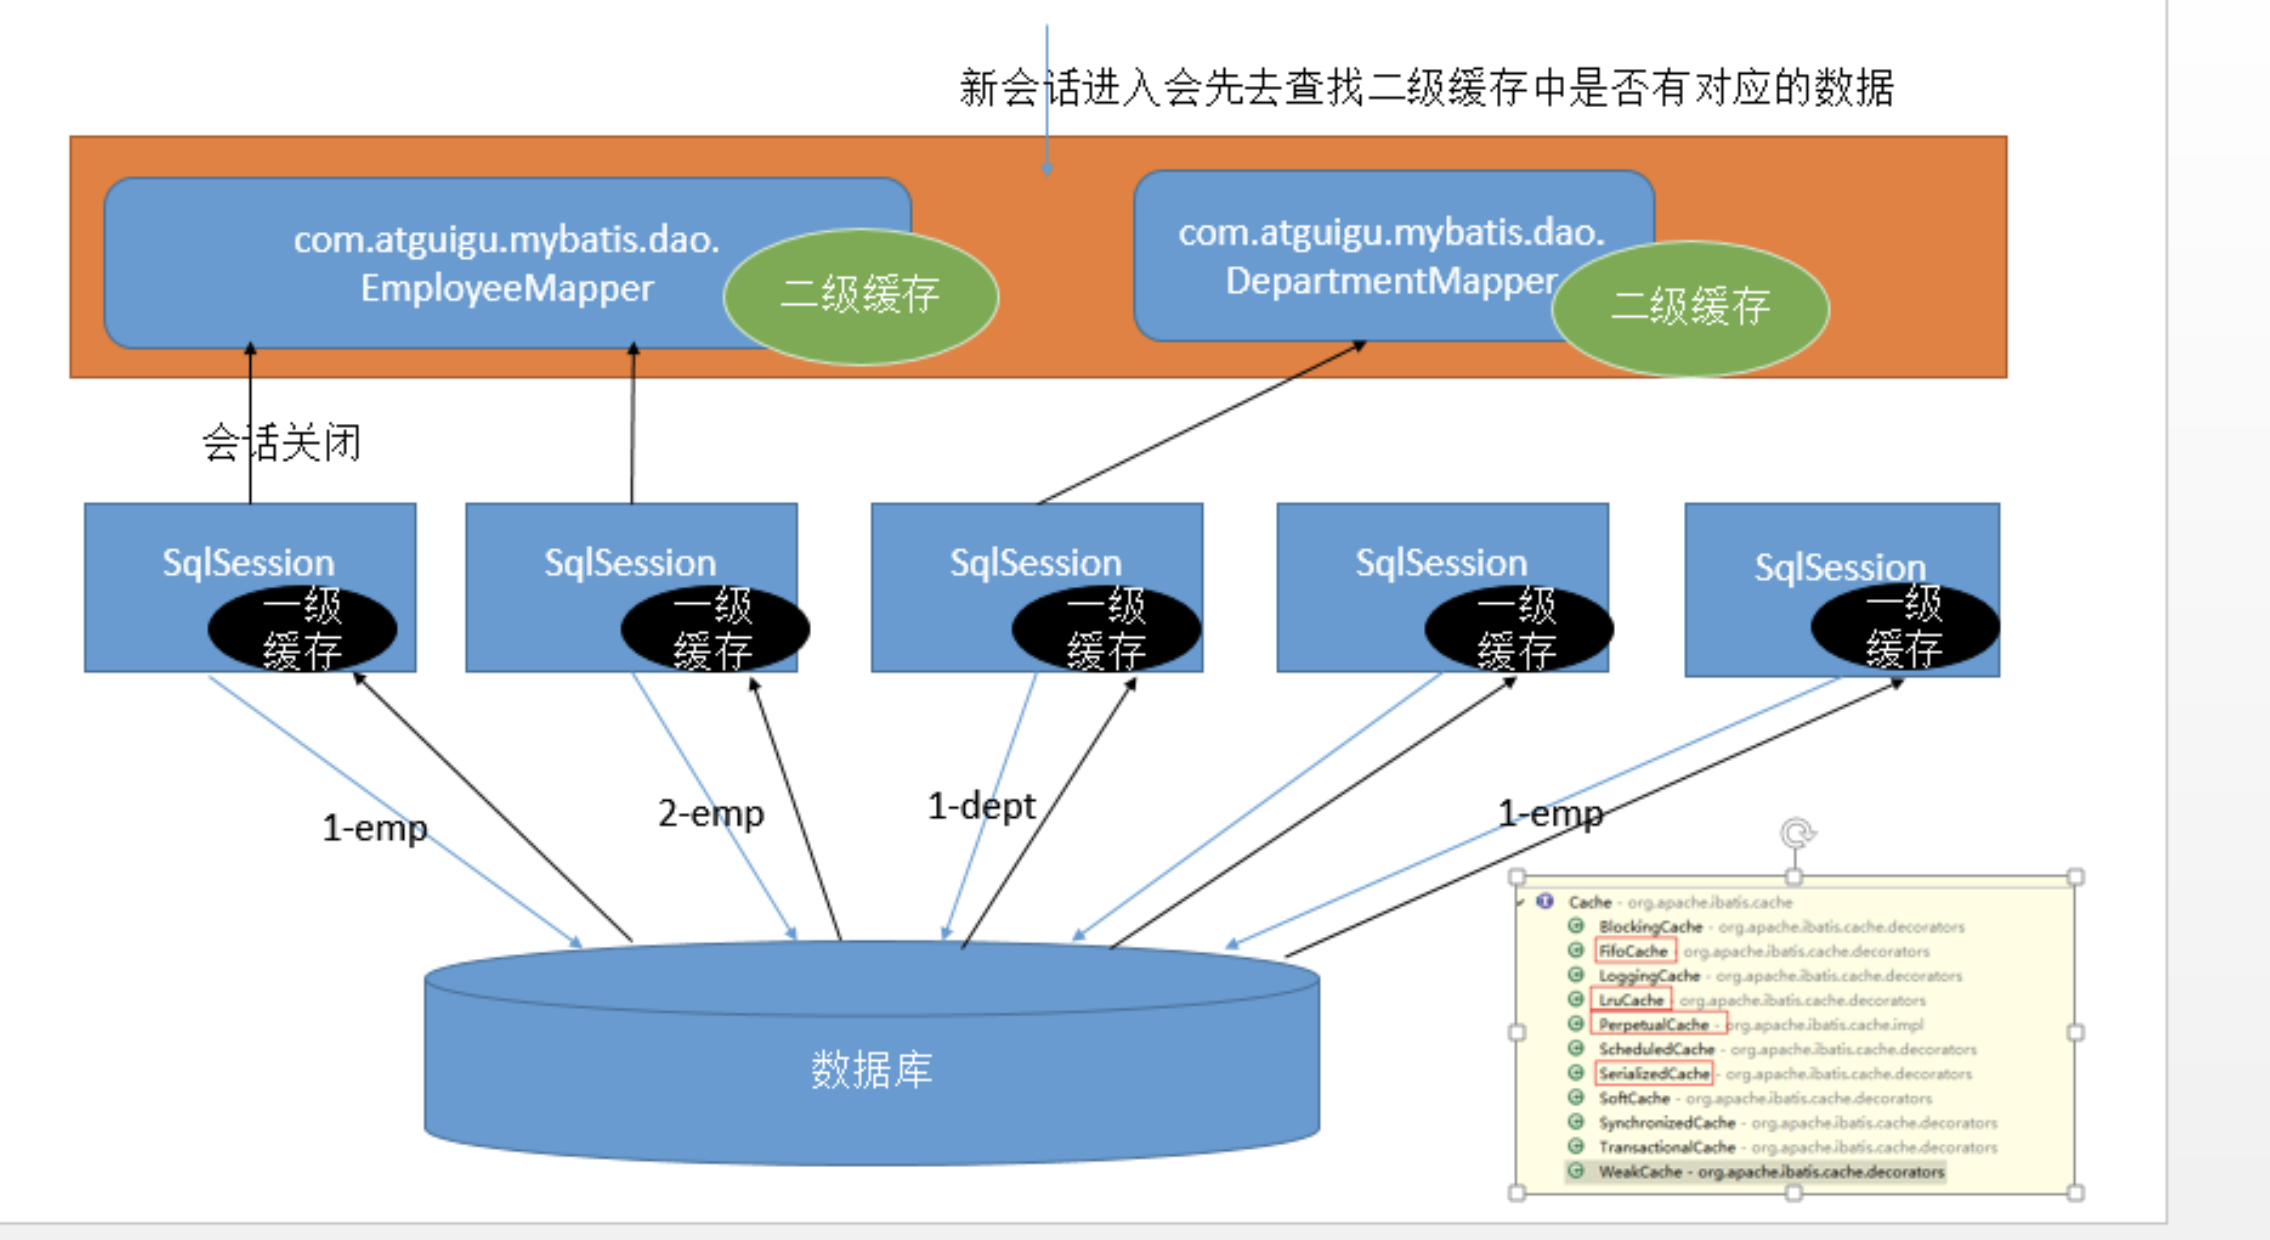 新会话进入会先去查找二级缓存中是否有对应的数据
com.atguigu.mybatis.dao.
EmployeeMapper
二级缓存
com.atguigu.mybatis.dao.
DepartmentMapper
二级缓存
会话关闭
SqlSession
一级
缓存
SqlSession
一级
缓存
SqlSession
一级
缓存
SqlSession
一级
缓存
SqlSession
一级
缓存
1-emp
2-emp
1-dept
1-emp
数据库
Cache - org.apache.ibatis.cache
BlockingCache - org.apache.ibatis.cache.decorators
FifoCache - org.apache.ibatis.cache.decorators
LoggingCache - org.apache.ibatis.cache.decorators
LruCache - org.apache.ibatis.cache.decorators
PerpetualCache - org.apache.ibatis.cache.impl
ScheduledCache - org.apache.ibatis.cache.decorators
SerializedCache - org.apache.ibatis.cache.decorators
SoftCache - org.apache.ibatis.cache.decorators
SynchronizedCache - org.apache.ibatis.cache.decorators
TransactionalCache - org.apache.ibatis.cache.decorators
WeakCache - org.apache.ibatis.cache.decorators